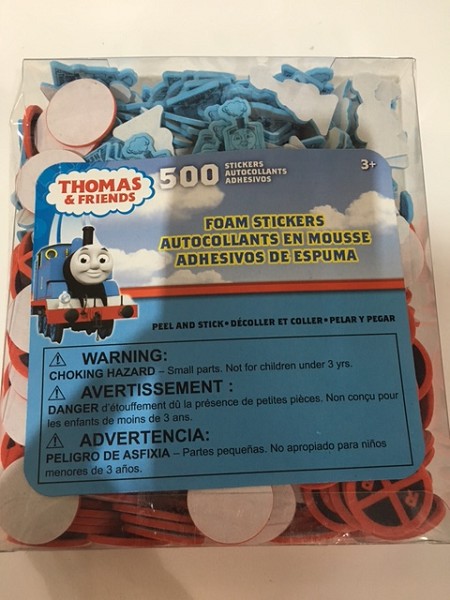 THOMAS
& FRIENDS
500
STICKERS
AUTOCOLLANTS
ADHESIVOS
3+
FOAM STICKERS
AUTOCOLLANTS EN MOUSSE
ADHESIVOS DE ESPUMA
PEEL AND STICK • DÉCOLLER ET COLLER • PELAR Y PEGAR
WARNING:
CHOKING HAZARD – Small parts. Not for children under 3 yrs.
AVERTISSEMENT :
DANGER d'étouffement dû la présence de petites pièces. Non conçu pour
les enfants de moins de 3 ans.
ADVERTENCIA:
PELIGRO DE ASFIXIA – Partes pequeñas. No apropiado para niños
menores de 3 años.